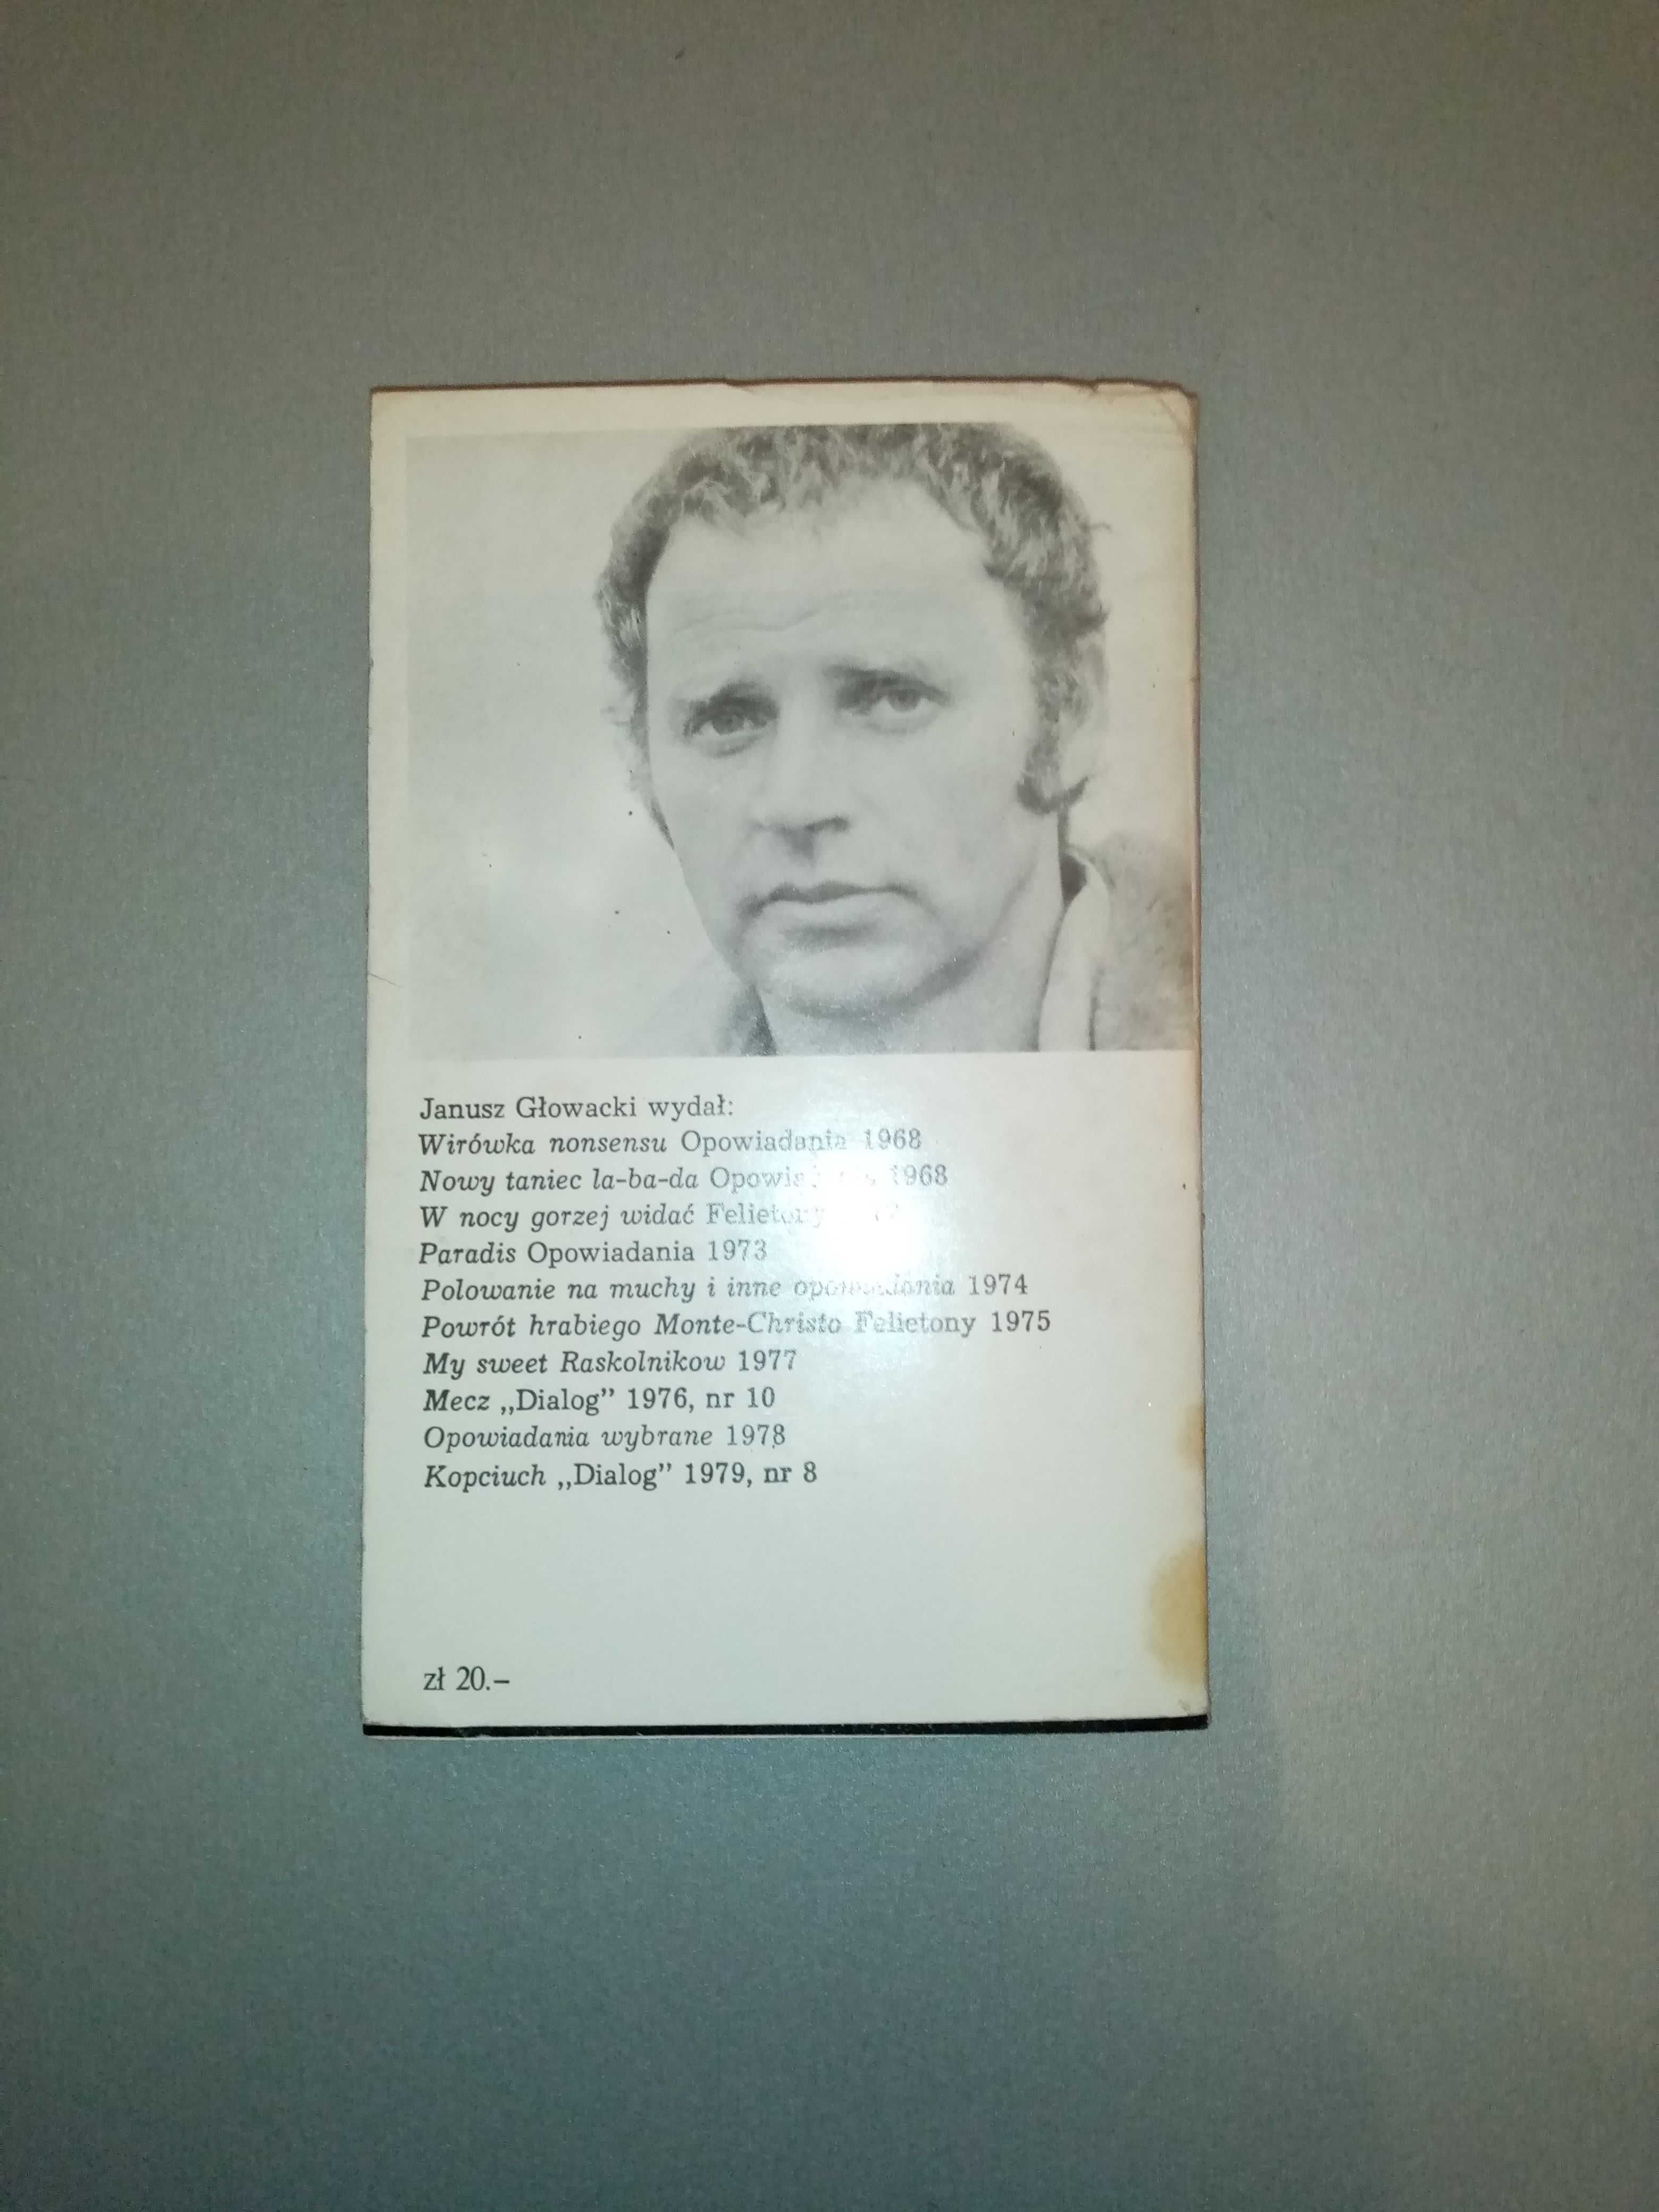 Janusz Głowacki wydał:
Wirówka nonsensu Opowiadania 1968
Nowy taniec la-ba-da 1968
W nocy gorzej widać Felietony
Paradis Opowiadania 1973
Polowanie na muchy i inne opowiadania 1974
Powrót hrabiego Monte-Christo Felietony 1975
My sweet Raskolnikow 1977
Mecz „Dialog” 1976, nr 10
Opowiadania wybrane 1978
Kopciuch „Dialog” 1979, nr 8
zł 20.–